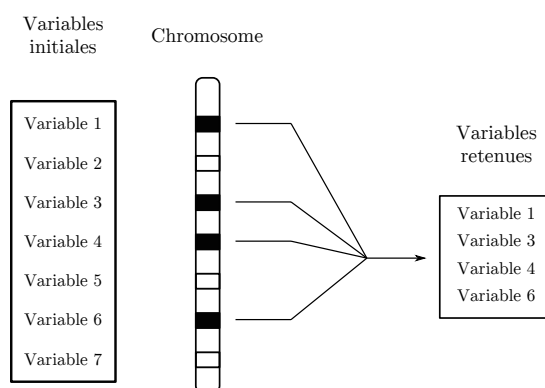 Variables
initiales
Chromosome
Variable 1
Variable 2
Variable 3
Variable 4
Variable 5
Variable 6
Variable 7
Variables
retenues
Variable 1
Variable 3
Variable 4
Variable 6